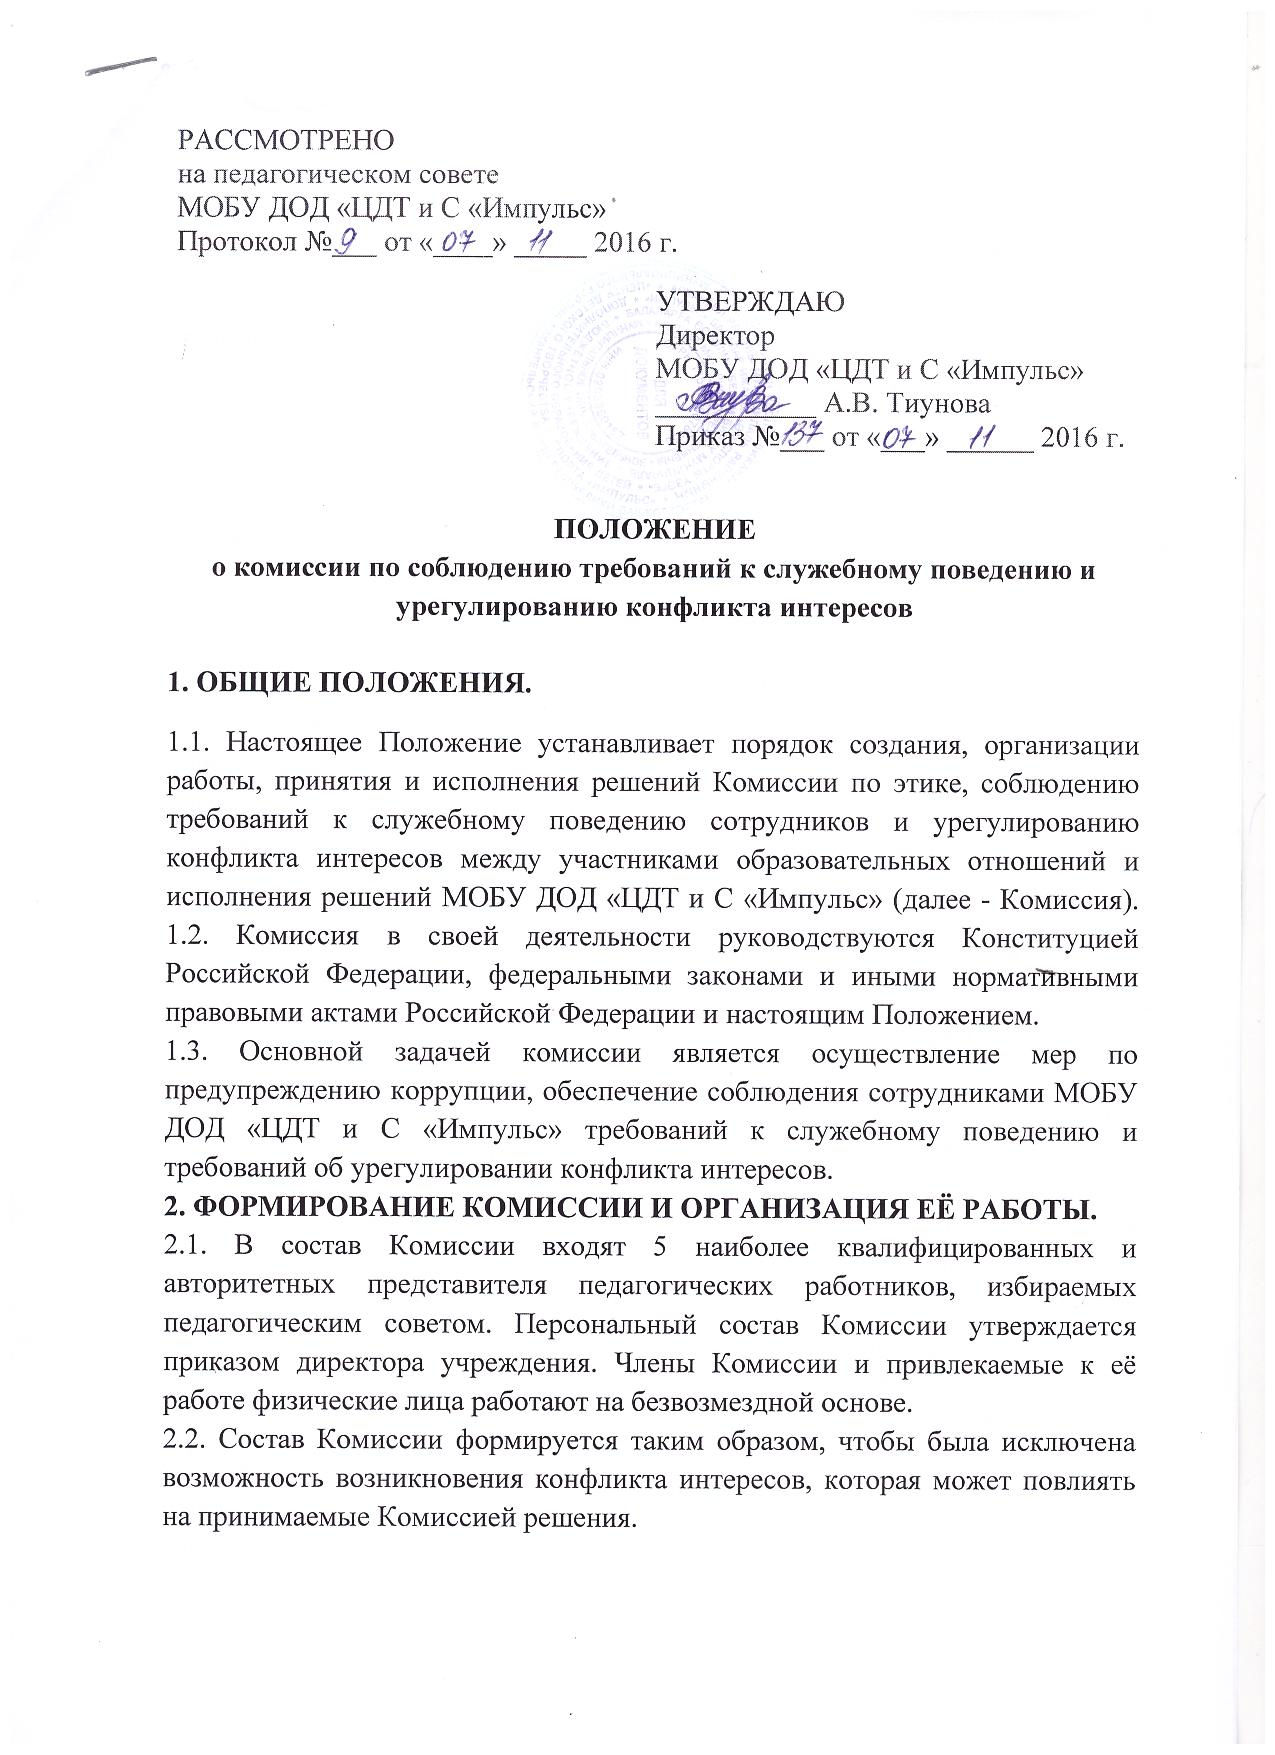 РАССМОТРЕНО
на педагогическом совете
МОБУ ДОД «ЦДТ и С «Импульс»
Протокол № 9 от « 07 » 11 2016 г.
УТВЕРЖДАЮ
Директор
МОБУ ДОД «ЦДТ и С «Импульс»
А.В. Тиунова
Приказ № 137 от « 07 » 11 2016 г.
ПОЛОЖЕНИЕ
о комиссии по соблюдению требований к служебному поведению и
урегулированию конфликта интересов
1. ОБЩИЕ ПОЛОЖЕНИЯ.
1.1. Настоящее Положение устанавливает порядок создания, организации
работы, принятия и исполнения решений Комиссии по этике, соблюдению
требований к служебному поведению сотрудников и урегулированию
конфликта интересов между участниками образовательных отношений и
исполнения решений МОБУ ДОД «ЦДТ и С «Импульс» (далее - Комиссия).
1.2. Комиссия в своей деятельности руководствуются Конституцией
Российской Федерации, федеральными законами и иными нормативными
правовыми актами Российской Федерации и настоящим Положением.
1.3. Основной задачей комиссии является осуществление мер по
предупреждению коррупции, обеспечение соблюдения сотрудниками МОБУ
ДОД «ЦДТ и С «Импульс» требований к служебному поведению и
требований об урегулировании конфликта интересов.
2. ФОРМИРОВАНИЕ КОМИССИИ И ОРГАНИЗАЦИЯ ЕЁ РАБОТЫ.
2.1. В состав Комиссии входят 5 наиболее квалифицированных и
авторитетных представителя педагогических работников, избираемых
педагогическим советом. Персональный состав Комиссии утверждается
приказом директора учреждения. Члены Комиссии и привлекаемые к её
работе физические лица работают на безвозмездной основе.
2.2. Состав Комиссии формируется таким образом, чтобы была исключена
возможность возникновения конфликта интересов, которая может повлиять
на принимаемые Комиссией решения.